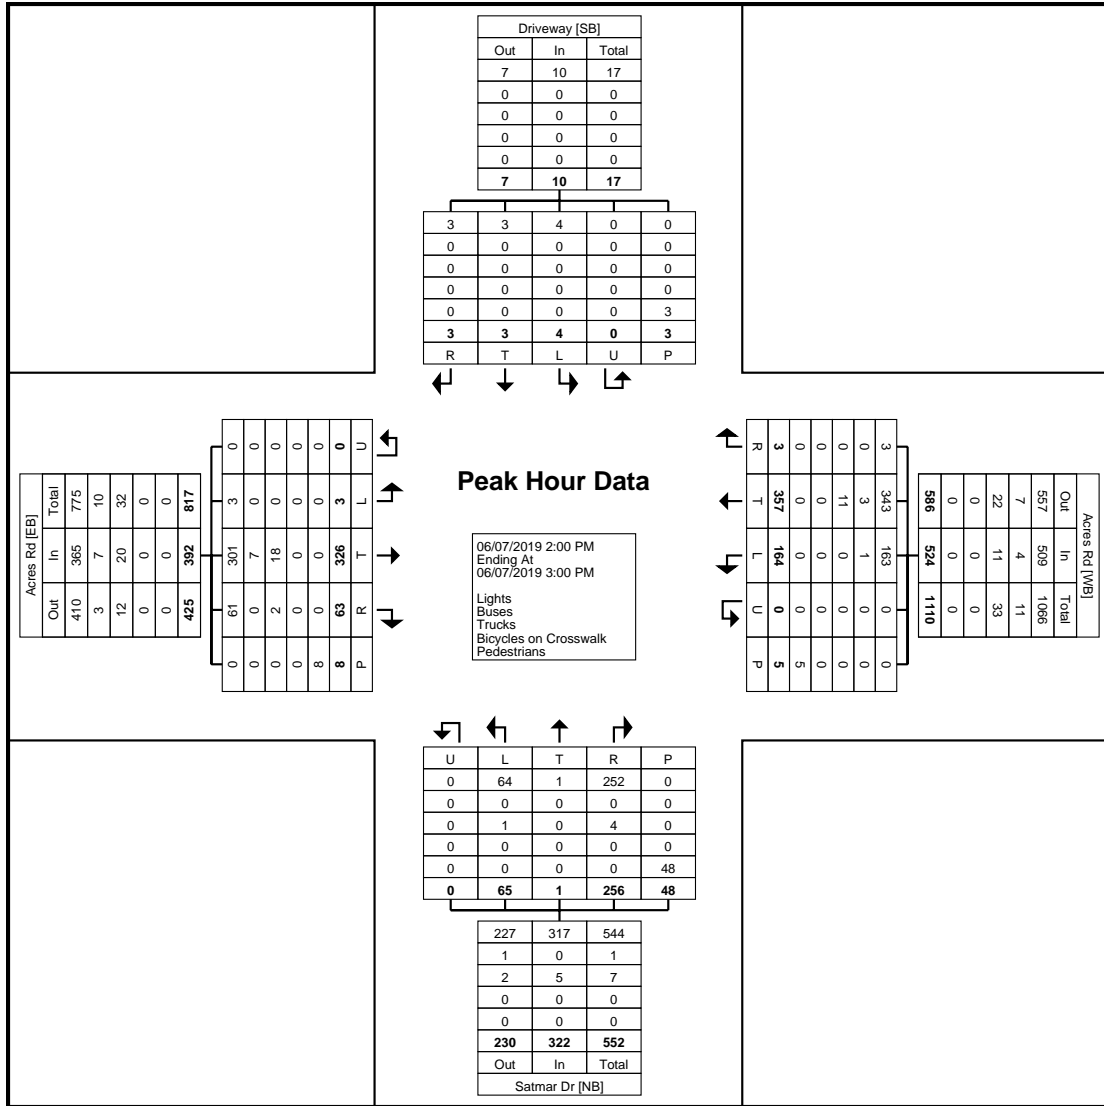 Driveway [SB]
Out In Total
7 10 17
0 0 0
0 0 0
0 0 0
0 0 0
7 10 17
3 3 4 0 0
0 0 0 0 0
0 0 0 0 0
0 0 0 0 0
0 0 0 0 3
3 3 4 0 3
R T L U P
Acres Rd [EB]
Out In Total
410 365 775
3 7 10
12 20 32
0 0 0
0 0 0
425 392 817
U L T R P
0 3 326 63 8
0 0 0 0 8
0 0 0 0 0
0 0 18 2 0
0 0 7 0 0
0 3 301 61 0
Peak Hour Data
06/07/2019 2:00 PM
Ending At
06/07/2019 3:00 PM
Lights
Buses
Trucks
Bicycles on Crosswalk
Pedestrians
Acres Rd [WB]
Out In Total
557 509 1066
7 4 11
22 11 33
0 0 0
0 0 0
586 524 1110
3 343 163 0 0
0 3 1 0 0
0 11 0 0 0
0 0 0 0 0
0 0 0 0 5
3 357 164 0 5
R T L U P
U L T R P
0 64 1 252 0
0 0 0 0 0
0 1 0 4 0
0 0 0 0 0
0 0 0 0 48
0 65 1 256 48
227 317 544
1 0 1
2 5 7
0 0 0
0 0 0
230 322 552
Out In Total
Satmar Dr [NB]